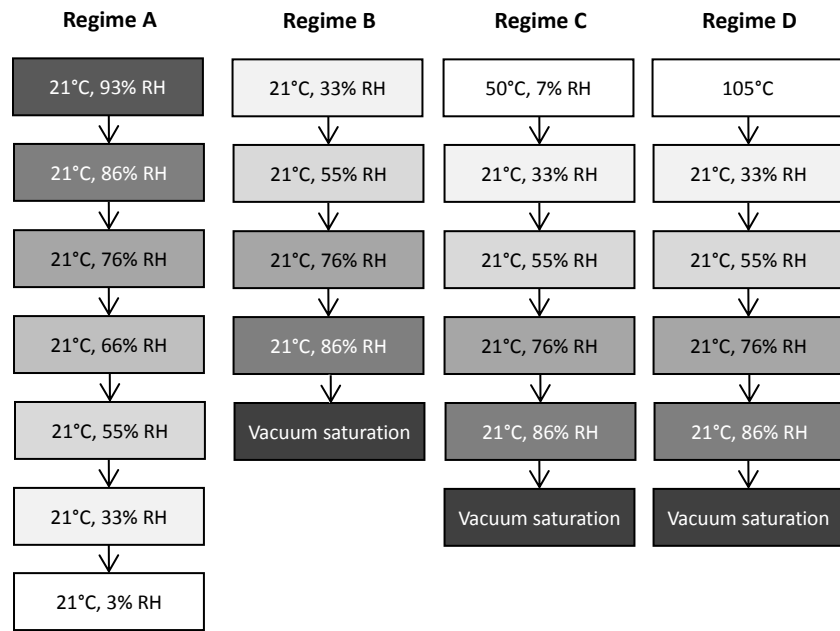 Regime A
21°C, 93% RH
21°C, 86% RH
21°C, 76% RH
21°C, 66% RH
21°C, 55% RH
21°C, 33% RH
21°C, 3% RH
Regime B
21°C, 33% RH
21°C, 55% RH
21°C, 76% RH
21°C, 86% RH
Vacuum saturation
Regime C
50°C, 7% RH
21°C, 33% RH
21°C, 55% RH
21°C, 76% RH
21°C, 86% RH
Vacuum saturation
Regime D
105°C
21°C, 33% RH
21°C, 55% RH
21°C, 76% RH
21°C, 86% RH
Vacuum saturation